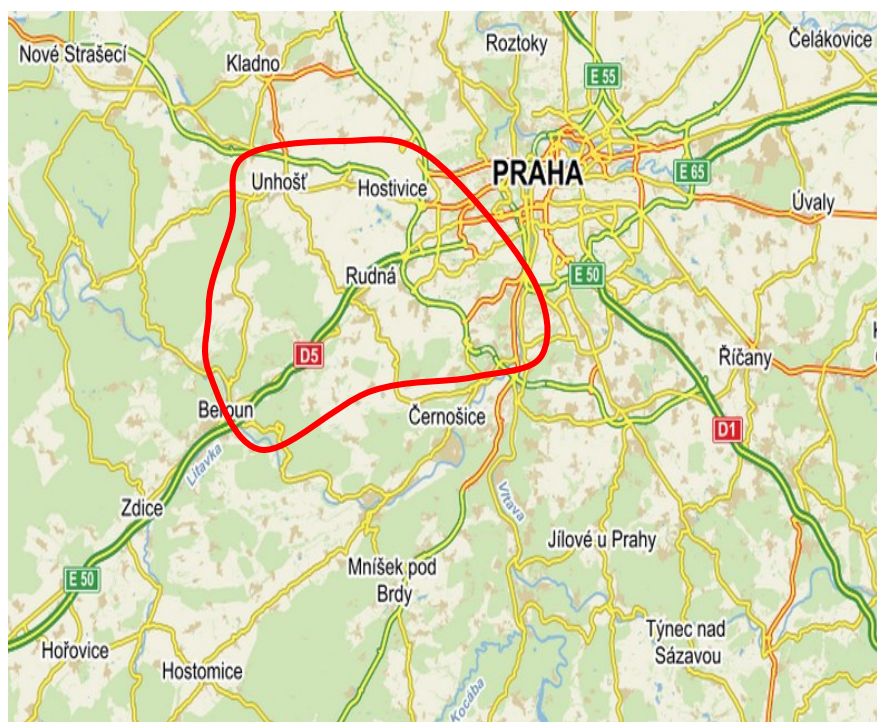 Roztoky
Čelákovice
Nové Strašecí
Kladno
E 55
PRAHA
E 65
Unhošť
Hostivice
Úvaly
Rudná
E 50
D5
Říčany
Beroun
Černošice
D1
Litavka
Vltava
Zdice
Jílové u Prahy
Mníšek pod
Brdy
E 50
Týnec nad
Sázavou
Hořovice
Hostomice
Kocába